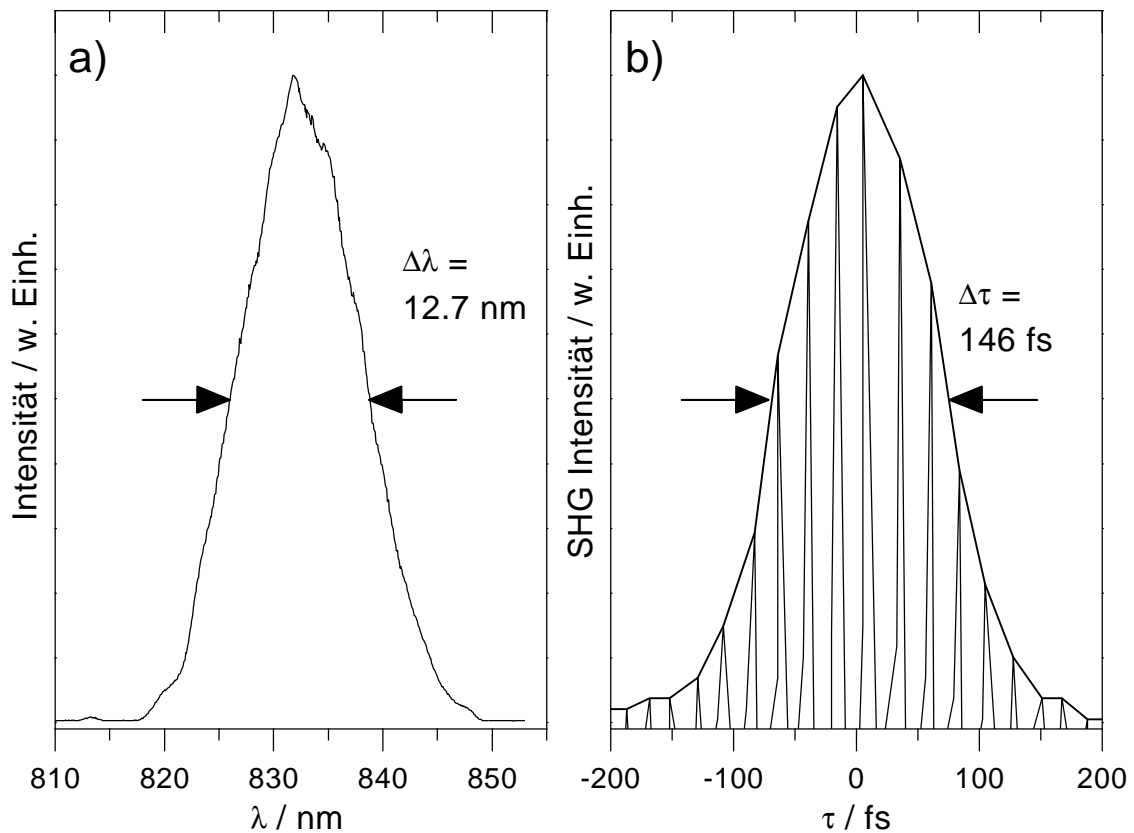 a)
Intensität / w. Einh.
Δλ =
12.7 nm
810 820 830 840 850
λ / nm
b)
SHG Intensität / w. Einh.
Δτ =
146 fs
-200 -100 0 100 200
τ / fs